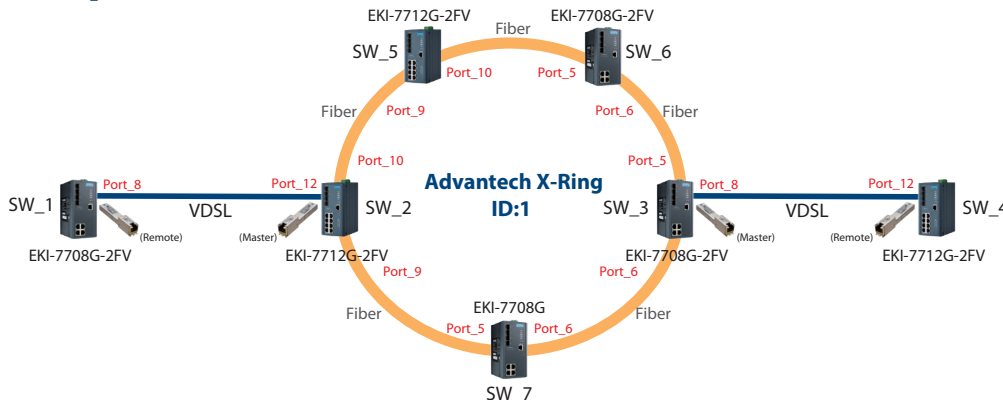 EKI-7712G-2FV
EKI-7708G-2FV
Fiber
SW_5
SW_6
Port_10
Port_5
Fiber
Port_9
Port_6
Fiber
Port_10
Port_5
Advantech X-Ring
ID:1
Port_8
Port_12
Port_8
Port_12
SW_1
VDSL
SW_2
SW_3
VDSL
SW_4
(Remote)
(Master)
(Master)
(Remote)
EKI-7708G-2FV
EKI-7712G-2FV
EKI-7708G-2FV
EKI-7712G-2FV
Port_9
Port_6
EKI-7708G
Fiber
Fiber
Port_5
Port_6
SW_7